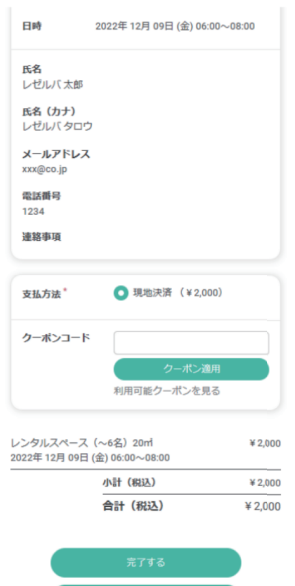 日時 2022年 12月 09日 (金) 06:00～08:00
氏名
レゼルバ 太郎
氏名（カナ）
レゼルバ タロウ
メールアドレス
xxx@co.jp
電話番号
1234
連絡事項
支払方法 * 現地決済 （¥2,000）
クーポンコード
クーポン適用
利用可能クーポンを見る
レンタルスペース（～6名）20㎡ ¥2,000
2022年 12月 09日 (金) 06:00～08:00
小計（税込） ¥2,000
合計（税込） ¥2,000
完了する